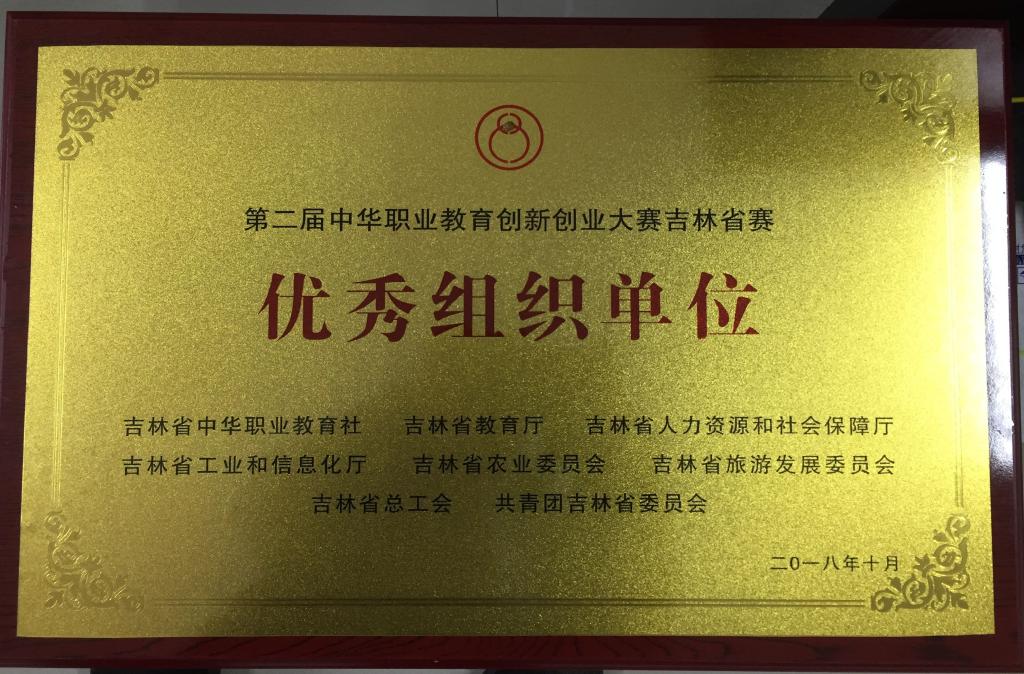 第二届中华职业教育创新创业大赛吉林省赛
优秀组织单位
吉林省中华职业教育社 吉林省教育厅 吉林省人力资源和社会保障厅
吉林省工业和信息化厅 吉林省农业委员会 吉林省旅游发展委员会
吉林省总工会 共青团吉林省委员会
二0一八年十月